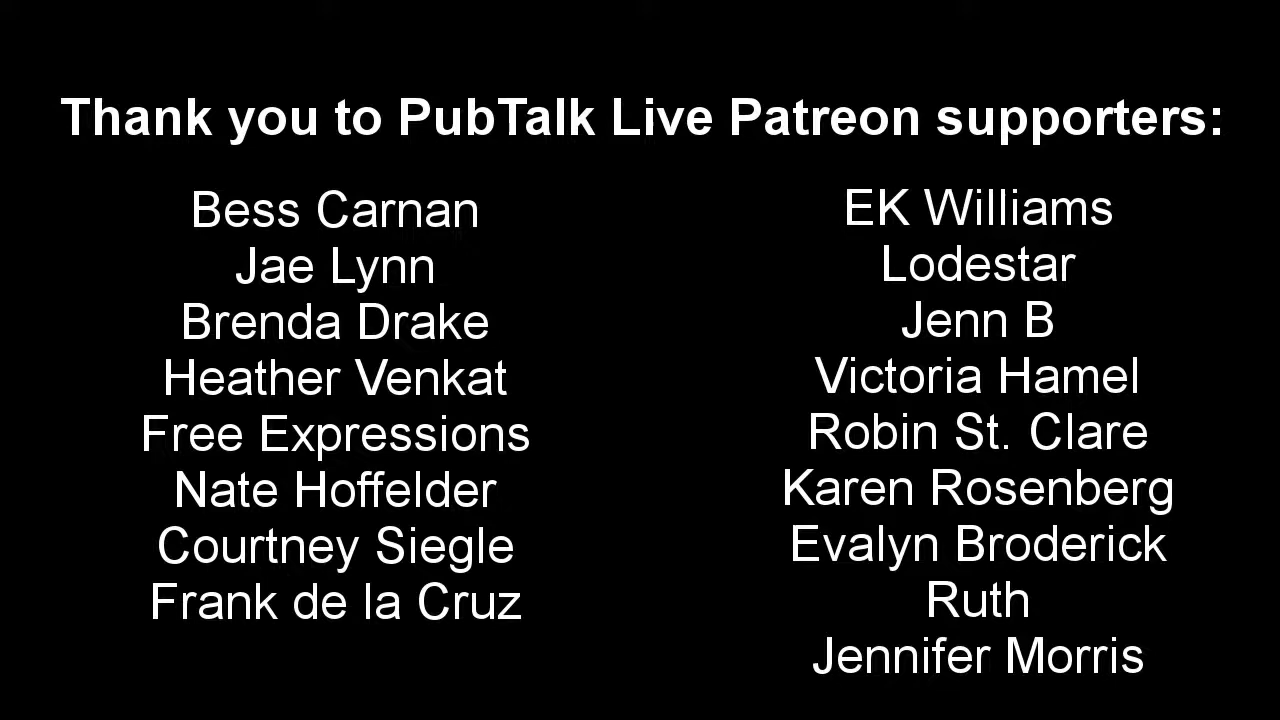 Thank you to PubTalk Live Patreon supporters:
Bess Carnan
Jae Lynn
Brenda Drake
Heather Venkat
Free Expressions
Nate Hoffelder
Courtney Siegle
Frank de la Cruz
EK Williams
Lodestar
Jenn B
Victoria Hamel
Robin St. Clare
Karen Rosenberg
Evalyn Broderick
Ruth
Jennifer Morris